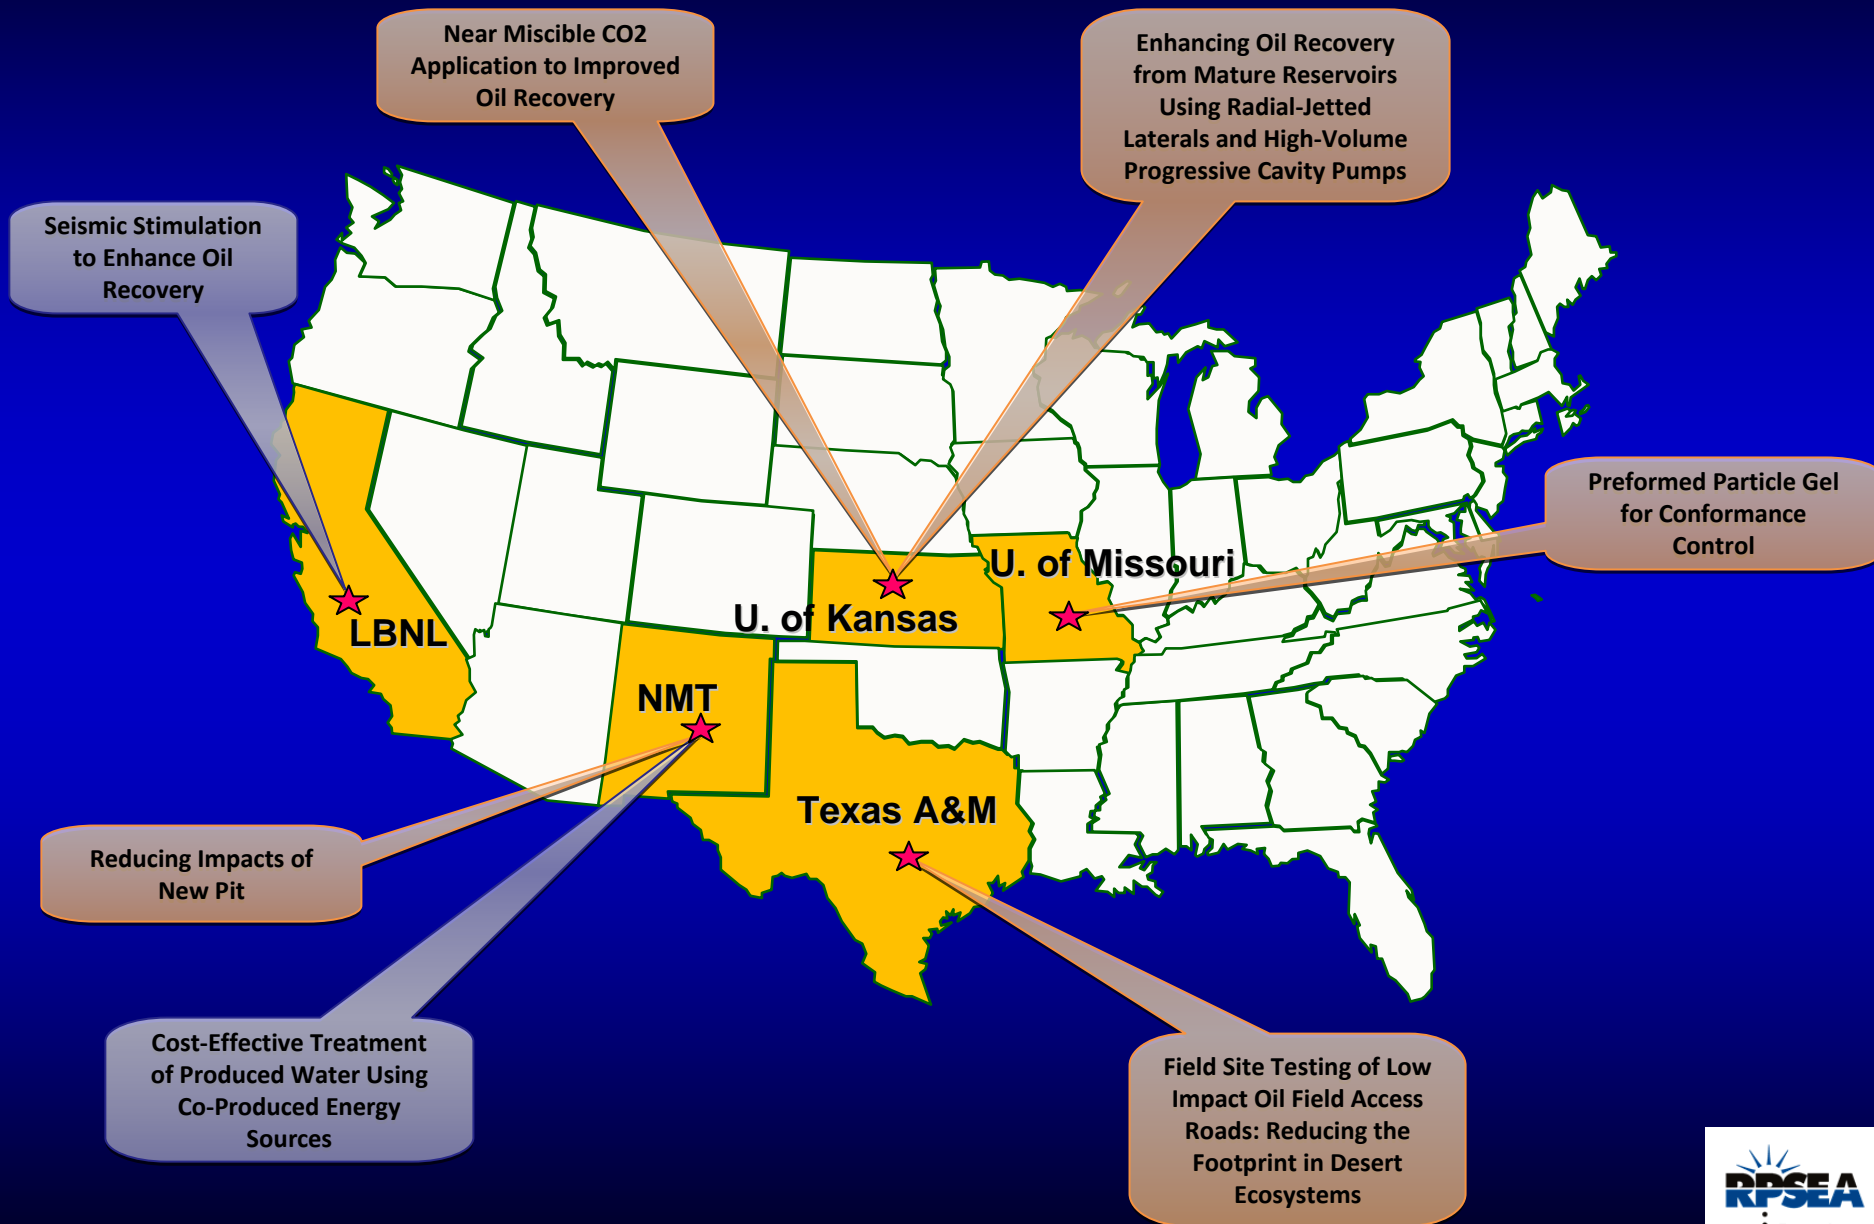 Near Miscible CO2
Application to Improved
Oil Recovery
Enhancing Oil Recovery
from Mature Reservoirs
Using Radial-Jetted
Laterals and High-Volume
Progressive Cavity Pumps
Seismic Stimulation
to Enhance Oil
Recovery
Preformed Particle Gel
for Conformance
Control
U. of Missouri
U. of Kansas
LBNL
NMT
Texas A&M
Reducing Impacts of
New Pit
Cost-Effective Treatment
of Produced Water Using
Co-Produced Energy
Sources
Field Site Testing of Low
Impact Oil Field Access
Roads: Reducing the
Footprint in Desert
Ecosystems
RPSEA